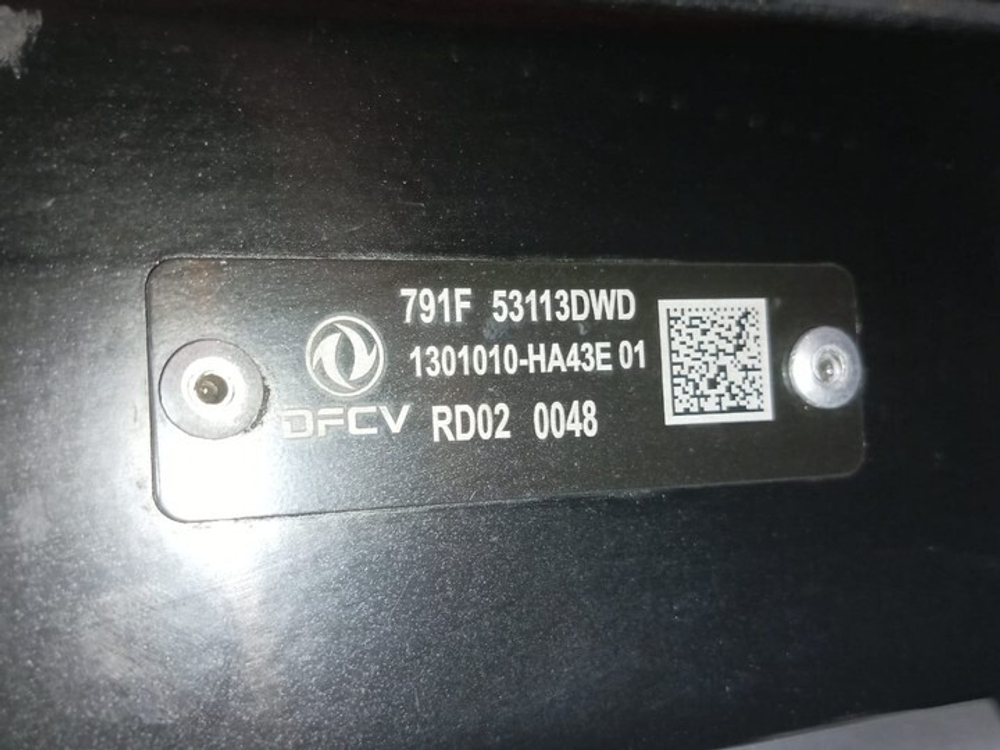 791F 53113DWD
1301010-HA43E 01
DFCV RD02 0048